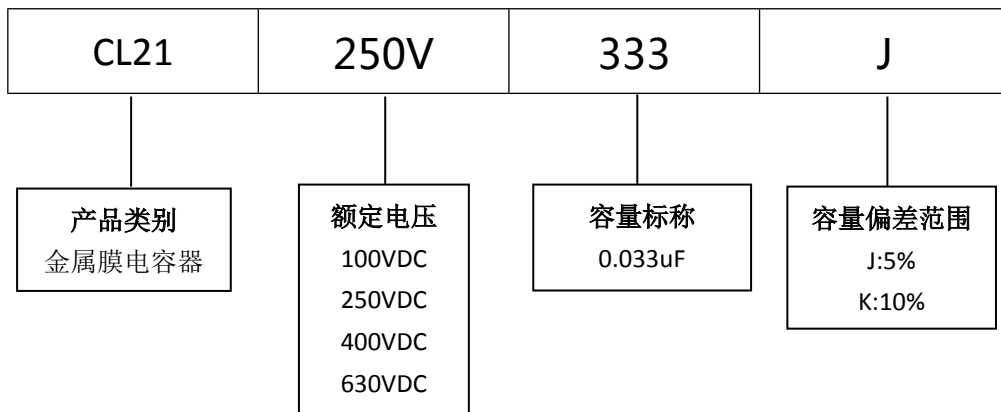 CL21 250V 333 J
产品类别
金属膜电容器
额定电压
100VDC
250VDC
400VDC
630VDC
容量标称
0.033uF
容量偏差范围
J:5%
K:10%